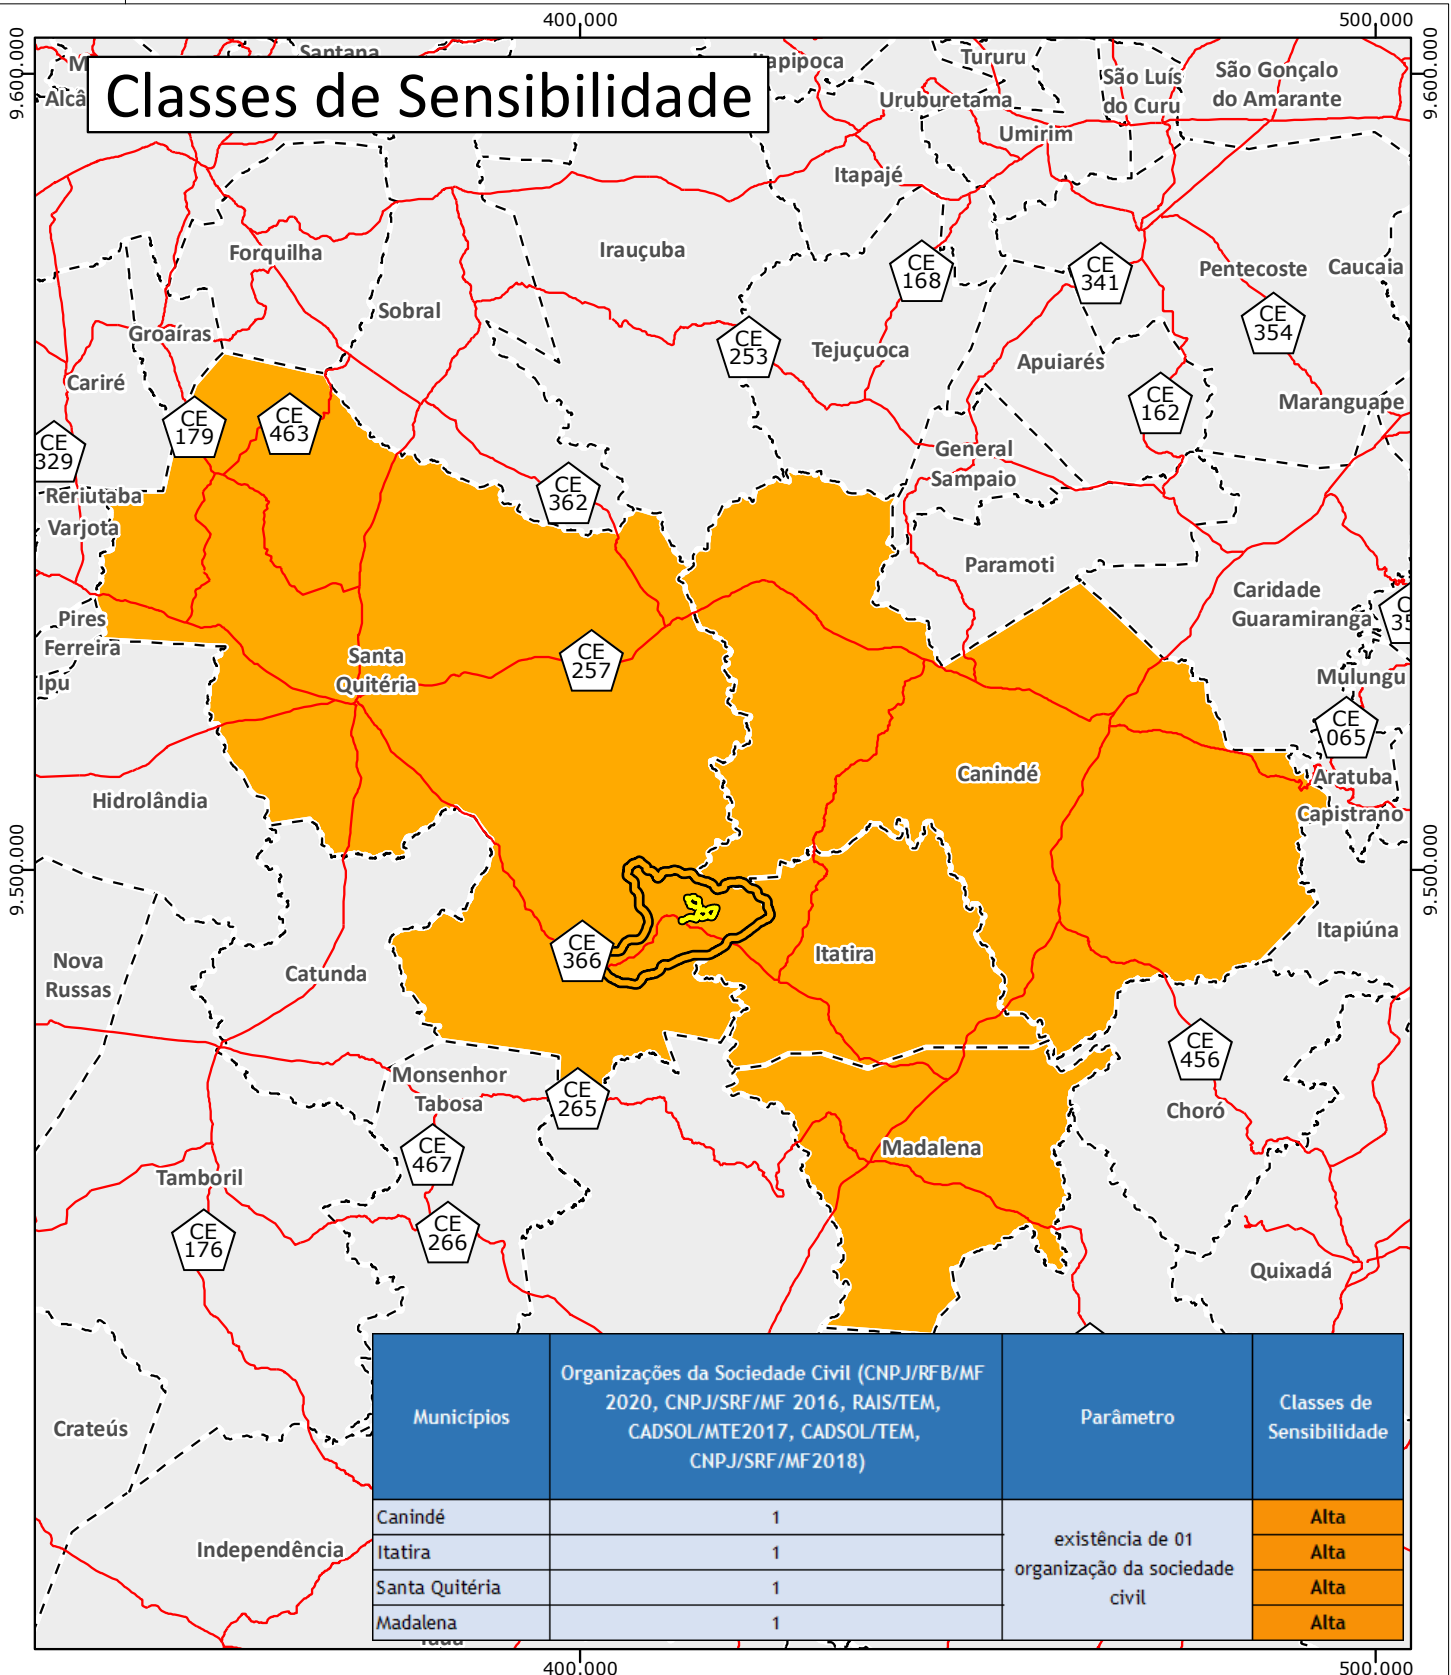 400.000
500.000
9.600.000
9.600.000
Santana
Itapipoca
Tururu
São Luís
do Curu
São Gonçalo
do Amarante
Alcâ
Classes de Sensibilidade
Uruburetama
Umirim
Itapajé
Forquilha
Irauçuba
Sobral
CE
168
CE
341
Pentecoste
Caucaia
CE
354
Groaíras
CE
253
Tejuçuoca
Apuiarés
Cariré
CE
162
Maranguape
CE
179
CE
463
CE
329
General
Sampaio
CE
362
Reriutaba
Varjota
Paramoti
Caridade
Guaramiranga
Pires
Ferreira
Santa
Quitéria
CE
257
Ipu
Mulungu
CE
065
Canindé
Aratuba
Hidrolândia
Capistrano
9.500.000
9.500.000
Itapiúna
CE
366
Itatira
Nova
Russas
Catunda
CE
456
Monsenhor
Tabosa
CE
265
Choró
CE
467
Madalena
Tamboril
CE
176
CE
266
Quixadá
Crateús
Independência
Municípios
Organizações da Sociedade Civil (CNPJ/RFB/MF
2020, CNPJ/SRF/MF 2016, RAIS/TEM,
CADSOL/MTE2017, CADSOL/TEM,
CNPJ/SRF/MF2018)
Parâmetro
Classes de
Sensibilidade
Canindé 1 Alta
Itatira 1 Alta
Santa Quitéria 1 Alta
Madalena 1 Alta
existência de 01
organização da sociedade
civil
400.000
500.000